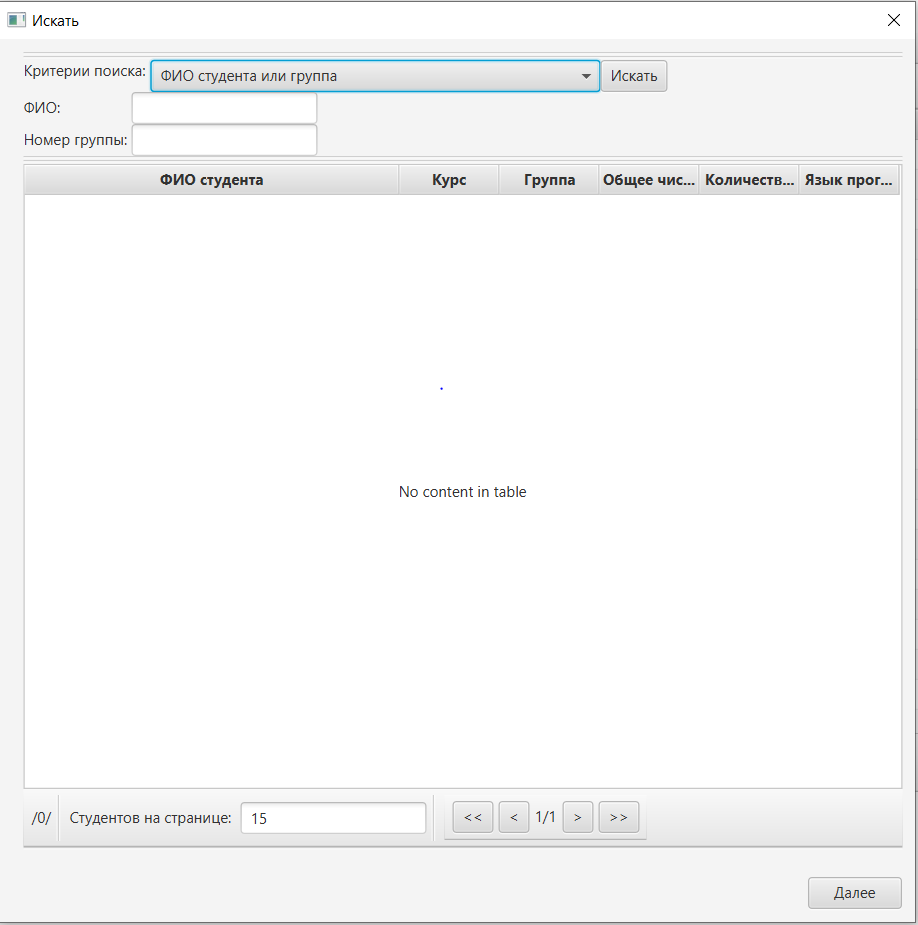 Искать
Критерии поиска: ФИО студента или группа Искать
ФИО:
Номер группы:
ФИО студента Курс Группа Общее чис... Количеств... Язык прог...
No content in table
/0/ Студентов на странице: 15 << < 1/1 > >>
Далее